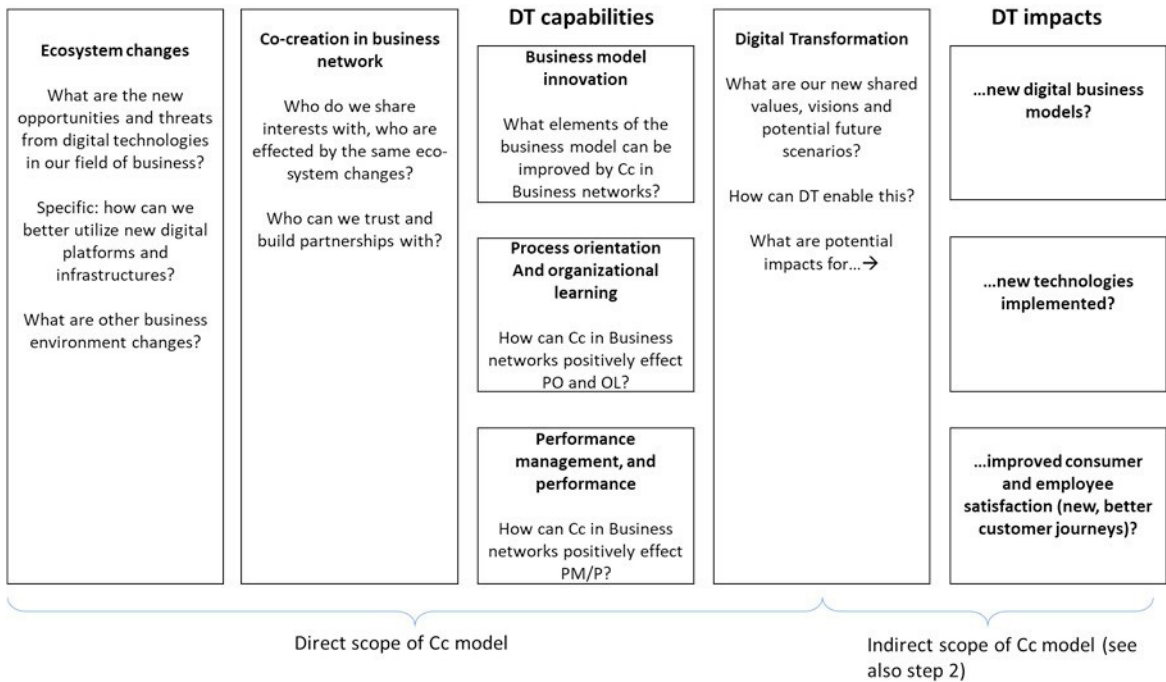 Ecosystem changes
What are the new
opportunities and threats
from digital technologies
in our field of business?
Specific: how can we
better utilize new digital
platforms and
infrastructures?
What are other business
environment changes?
Co-creation in business
network
Who do we share
interests with, who are
effected by the same eco-
system changes?
Who can we trust and
build partnerships with?
DT capabilities
Business model
innovation
What elements of the
business model can be
improved by Cc in
Business networks?
Process orientation
And organizational
learning
How can Cc in Business
networks positively effect
PO and OL?
Performance
management, and
performance
How can Cc in Business
networks positively effect
PM/P?
Digital Transformation
What are our new shared
values, visions and
potential future
scenarios?
How can DT enable this?
What are potential
impacts for...→
DT impacts
...new digital business
models?
...new technologies
implemented?
...improved consumer
and employee
satisfaction (new, better
customer journeys)?
Direct scope of Cc model
Indirect scope of Cc model (see
also step 2)